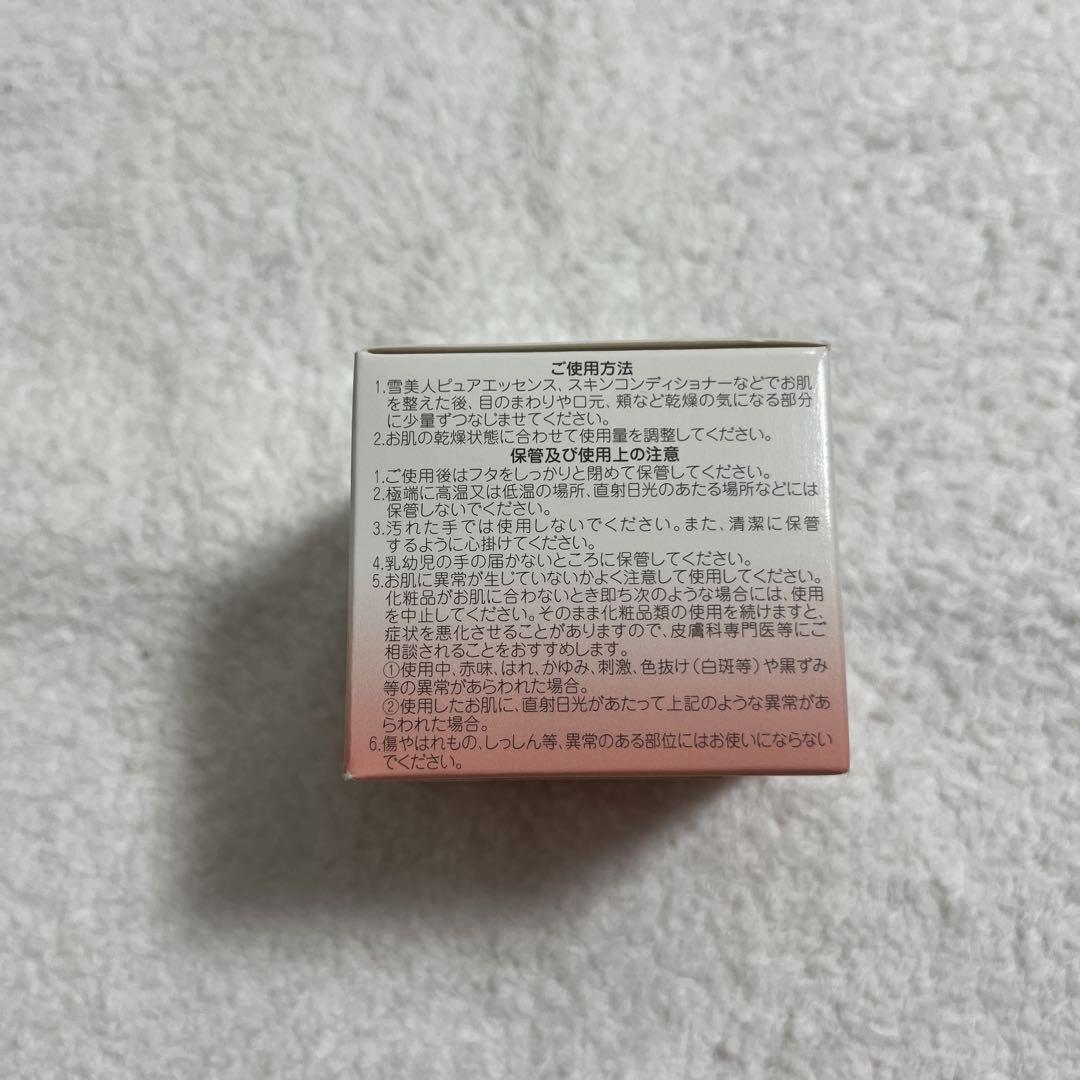 ご使用方法
1.雪美人ピュアエッセンス、スキンコンディショナーなどでお肌
を整えた後、目のまわりや口元、頬など乾燥の気になる部分
に少量ずつなじませてください。
2.お肌の乾燥状態に合わせて使用量を調整してください。
保管及び使用上の注意
1.ご使用後はフタをしっかりと閉めて保管してください。
2.極端に高温又は低温の場所、直射日光のあたる場所などには
保管しないでください。
3.汚れた手では使用しないでください。また、清潔に保管
するように心掛けてください。
4.乳幼児の手の届かないところに保管してください。
5.お肌に異常が生じていないかよく注意して使用してください。
化粧品がお肌に合わないとき即ち次のような場合には、使用
を中止してください。そのまま化粧品類の使用を続けますと、
症状を悪化させることがありますので、皮膚科専門医等にご
相談されることをおすすめします。
①使用中、赤味、はれ、かゆみ、刺激、色抜け（白斑等）や黒ずみ
等の異常があらわれた場合。
②使用したお肌に、直射日光があたって上記のような異常があ
らわれた場合。
6.傷やはれもの、しっしん等、異常のある部位にはお使いにならない
でください。